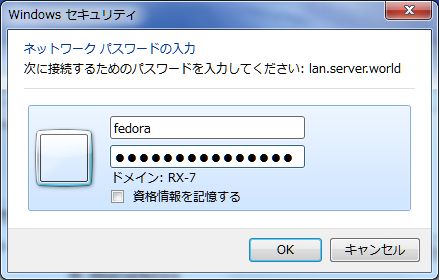 Windows セキュリティ
ネットワーク パスワードの入力
次に接続するためのパスワードを入力してください: lan.server.world
fedora
●●●●●●●●●●●●●●●
ドメイン: RX-7
資格情報を記憶する
OK
キャンセル